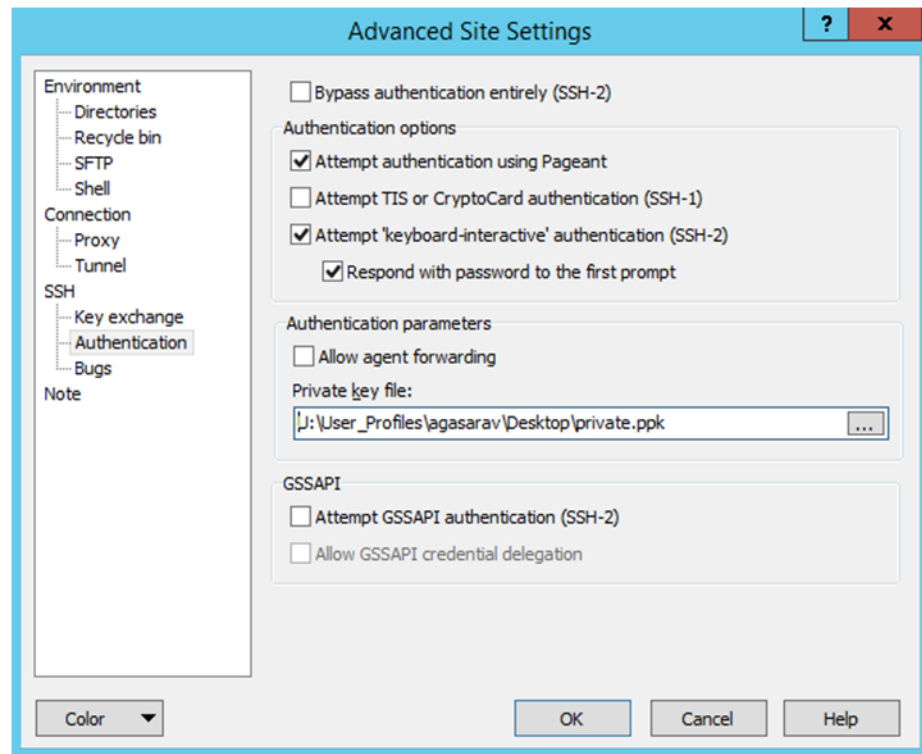 Advanced Site Settings
? x
Environment
Directories
Recycle bin
SFTP
Shell
Connection
Proxy
Tunnel
SSH
Key exchange
Authentication
Bugs
Note
Bypass authentication entirely (SSH-2)
Authentication options
Attempt authentication using Pageant
Attempt TIS or CryptoCard authentication (SSH-1)
Attempt 'keyboard-interactive' authentication (SSH-2)
Respond with password to the first prompt
Authentication parameters
Allow agent forwarding
Private key file:
J:\User_Profiles\agasarav\Desktop\private.ppk
...
GSSAPI
Attempt GSSAPI authentication (SSH-2)
Allow GSSAPI credential delegation
Color
OK
Cancel
Help